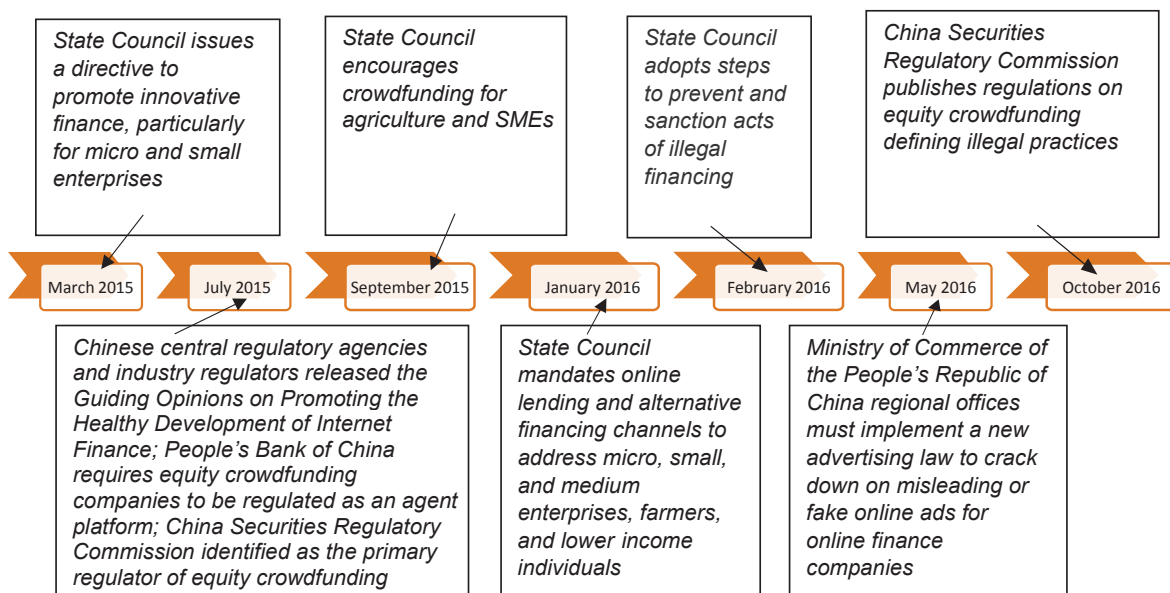 State Council issues
a directive to
promote innovative
finance, particularly
for micro and small
enterprises
State Council
encourages
crowdfunding for
agriculture and SMEs
State Council
adopts steps
to prevent and
sanction acts
of illegal
financing
China Securities
Regulatory Commission
publishes regulations on
equity crowdfunding
defining illegal practices
March 2015
July 2015
September 2015
January 2016
February 2016
May 2016
October 2016
Chinese central regulatory agencies
and industry regulators released the
Guiding Opinions on Promoting the
Healthy Development of Internet
Finance; People’s Bank of China
requires equity crowdfunding
companies to be regulated as an agent
platform; China Securities Regulatory
Commission identified as the primary
regulator of equity crowdfunding
State Council
mandates online
lending and alternative
financing channels to
address micro, small,
and medium
enterprises, farmers,
and lower income
individuals
Ministry of Commerce of
the People’s Republic of
China regional offices
must implement a new
advertising law to crack
down on misleading or
fake online ads for
online finance
companies